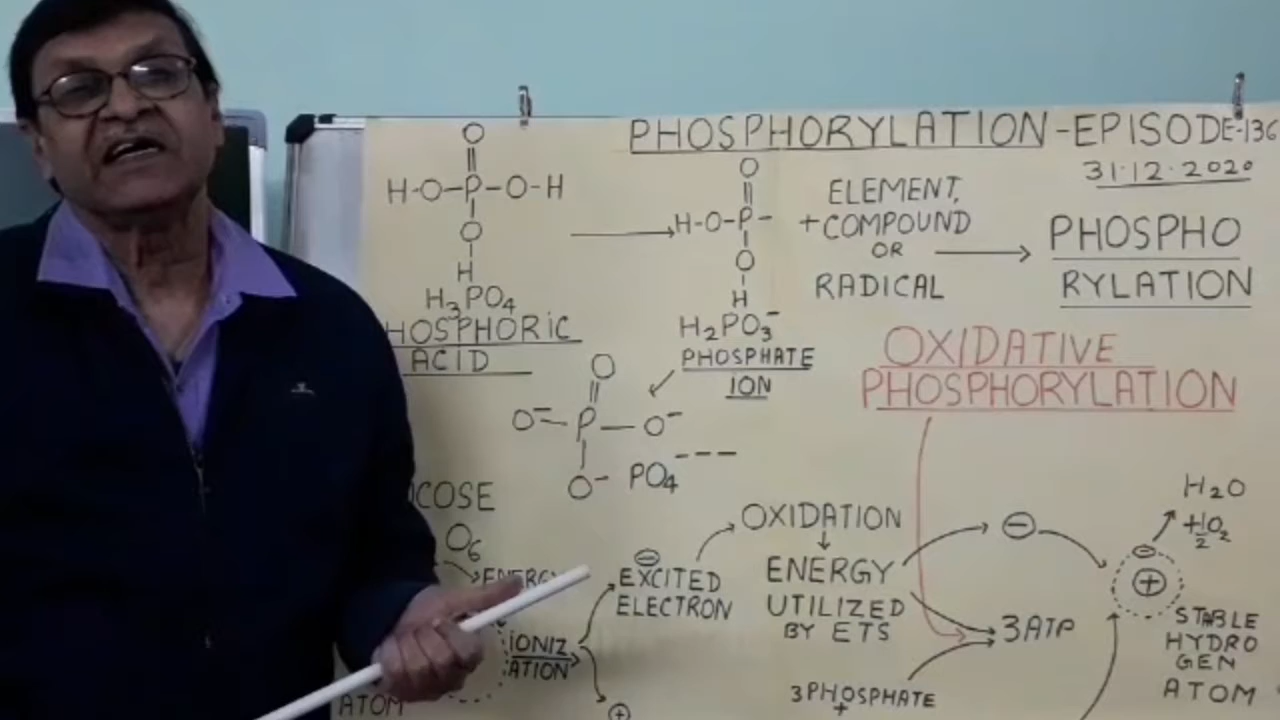 PHOSPHORYLATION-EPISODE-136
31.12.2020
O
H-O-P-O-H
O
H
H3PO4
HOSPHORIC
ACID
O
H-O-P-
O
H
H2PO3-
PHOSPHATE
ION
ELEMENT,
+COMPOUND
OR
RADICAL
PHOSPHO
RYLATION
OXIDATIVE
PHOSPHORYLATION
O
O- P O-
O- PO4---
COSE
O6
ENERGY
IONIZ
ATION
ATOM
⊖
EXCITED
ELECTRON
⊕
OXIDATION
ENERGY
UTILIZED
BY ETS
⊖
3ATP
3PHOSPHATE
+
H2O
+1/2O2
⊖
⊕
STABLE
HYDRO
GEN
ATOM